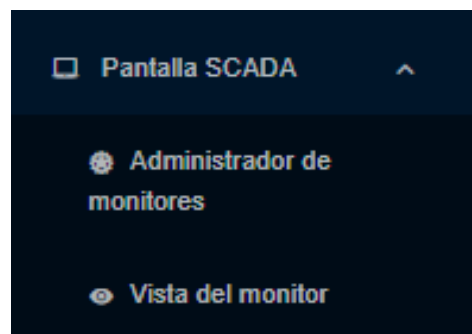 Pantalla SCADA
Administrador de
monitores
Vista del monitor